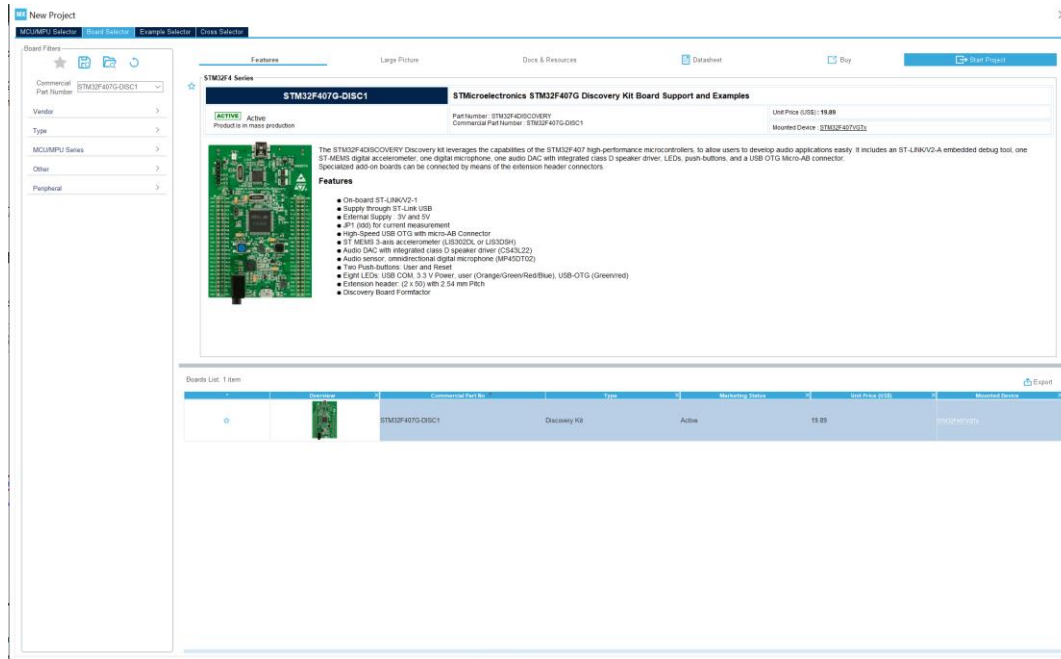 MX New Project
MCU/MPU Selector Board Selector Example Selector Cross Selector
Board Filters
Commercial Part Number STM32F407G-DISC1
Vendor
Type
MCU/MPU Series
Other
Peripheral
Features Large Picture Docs & Resources Datasheet Buy Start Project
STM32F4 Series
STM32F407G-DISC1 STMicroelectronics STM32F407G Discovery Kit Board Support and Examples
ACTIVE Active
Product is in mass production
Part Number : STM32F4DISCOVERY
Commercial Part Number : STM32F407G-DISC1
Unit Price (US$) : 19.89
Mounted Device : STM32F407VGTx
The STM32F4DISCOVERY Discovery kit leverages the capabilities of the STM32F407 high-performance microcontrollers, to allow users to develop audio applications easily. It includes an ST-LINK/V2-A embedded debug tool, one
ST-MEMS digital accelerometer, one digital microphone, one audio DAC with integrated class D speaker driver, LEDs, push-buttons, and a USB OTG Micro-AB connector.
Specialized add-on boards can be connected by means of the extension header connectors.
Features
● On-board ST-LINK/V2-1
● Supply through ST-Link USB
● External Supply : 3V and 5V
● JP1 (Idd) for current measurement
● High-Speed USB OTG with micro-AB Connector
● ST MEMS 3-axis accelerometer (LIS302DL or LIS3DSH)
● Audio DAC with integrated class D speaker driver (CS43L22)
● Audio sensor, omnidirectional digital microphone (MP45DT02)
● Two Push-buttons: User and Reset
● Eight LEDs: USB COM, 3.3 V Power, user (Orange/Green/Red/Blue), USB-OTG (Green/red)
● Extension header: (2 x 50) with 2.54 mm Pitch
● Discovery Board Formfactor
Boards List: 1 item
Export
* Overview Commercial Part No Type Marketing Status Unit Price (US$) Mounted Device
STM32F407G-DISC1 Discovery Kit Active 19.89 STM32F407VGTx